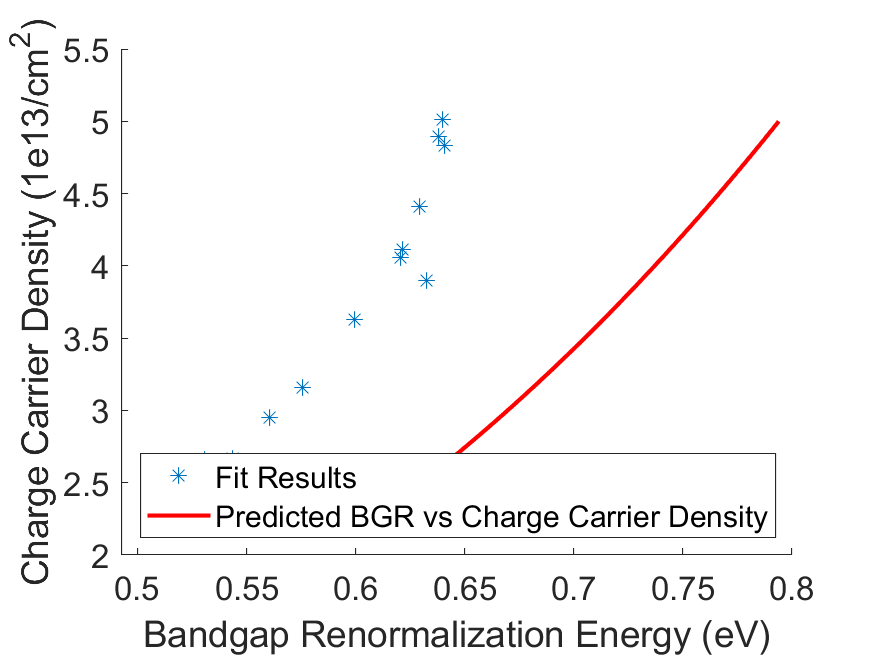 Charge Carrier Density (1e13/cm²)
5.5
5
4.5
4
3.5
3
2.5
2
Fit Results
Predicted BGR vs Charge Carrier Density
0.5 0.55 0.6 0.65 0.7 0.75 0.8
Bandgap Renormalization Energy (eV)